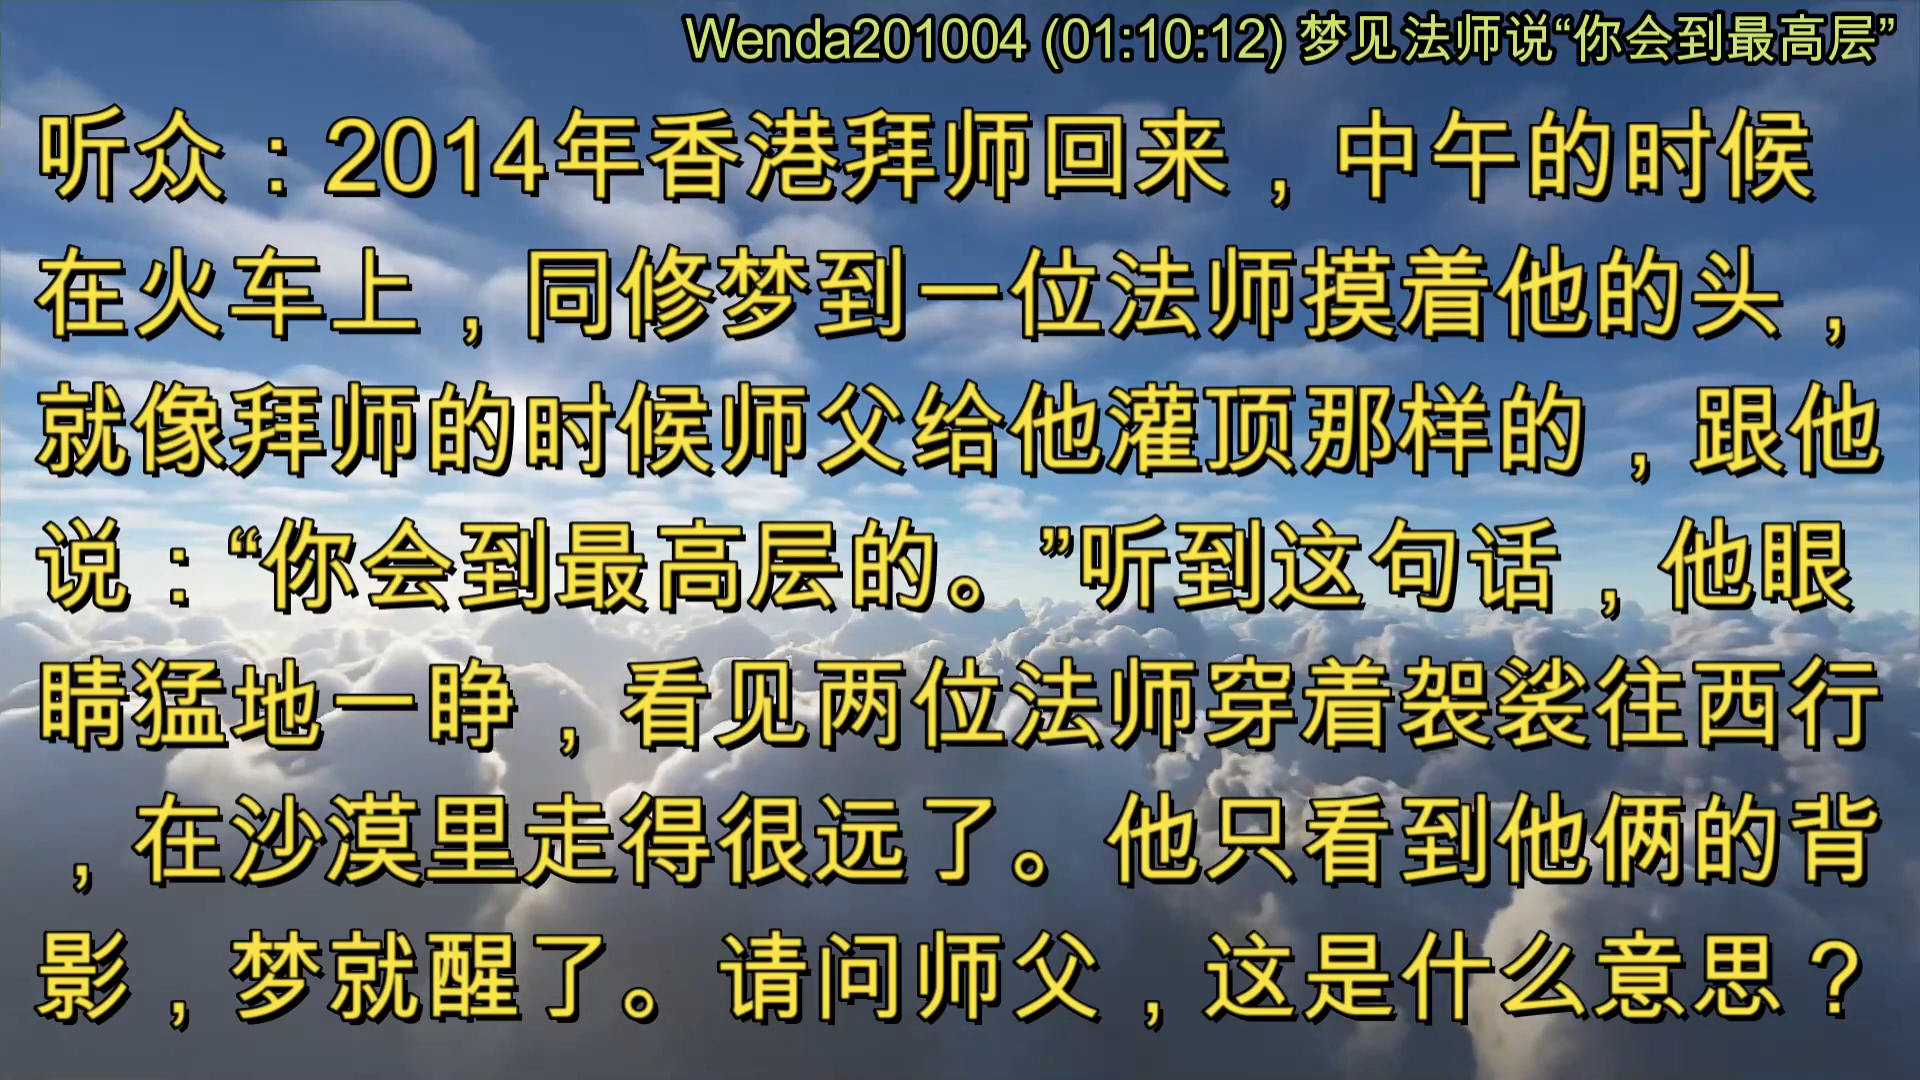 Wenda201004 (01:10:12) 梦见法师说“你会到最高层”
听众：2014年香港拜师回来，中午的时候
在火车上，同修梦到一位法师摸着他的头，
就像拜师的时候师父给他灌顶那样的，跟他
说：“你会到最高层的。”听到这句话，他眼
睛猛地一睁，看见两位法师穿着袈裟往西行
，在沙漠里走得很远了。他只看到他俩的背
影，梦就醒了。请问师父，这是什么意思？